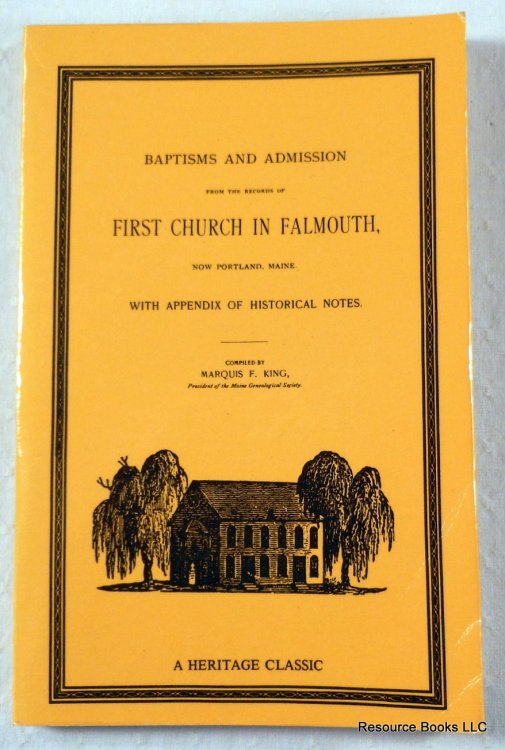 BAPTISMS AND ADMISSION
FROM THE RECORDS OF
FIRST CHURCH IN FALMOUTH,
NOW PORTLAND, MAINE.
WITH APPENDIX OF HISTORICAL NOTES.
COMPILED BY
MARQUIS F. KING,
President of the Maine Genealogical Society.
A HERITAGE CLASSIC
Resource Books LLC